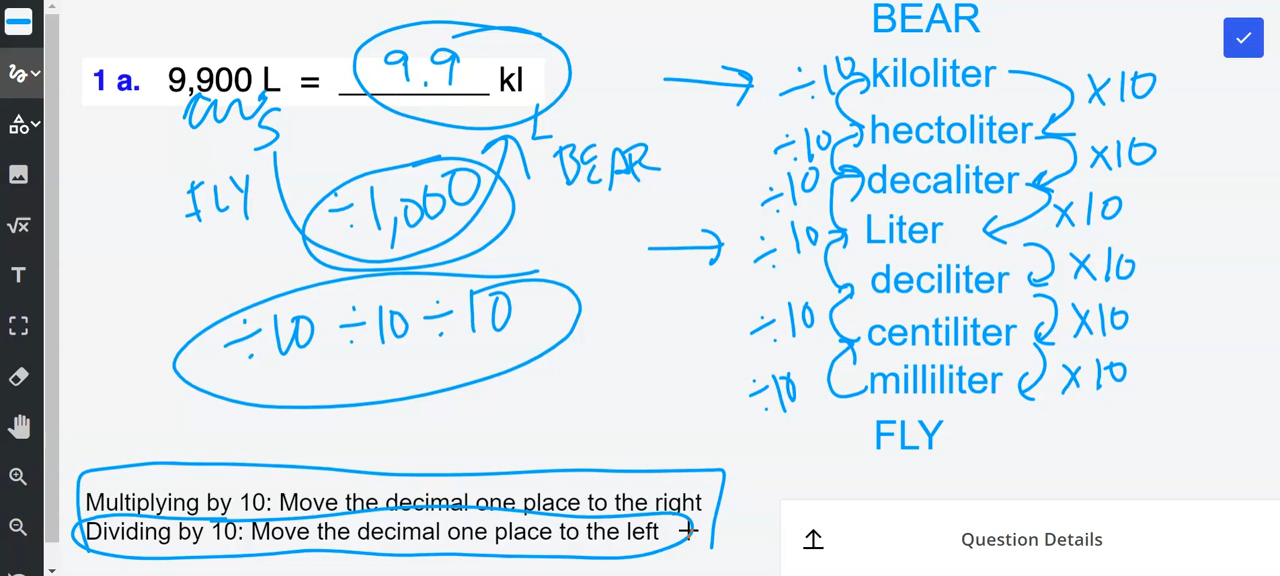 BEAR
1 a. 9,900 L = 9.9 kl
ans
S
L
FLY
BEAR
÷1,000
÷10 ÷10 ÷10
÷10 kiloliter X10
÷10 hectoliter X10
÷10 decaliter X10
÷10 Liter
deciliter X10
÷10 centiliter X10
÷10 milliliter X10
FLY
Multiplying by 10: Move the decimal one place to the right
Dividing by 10: Move the decimal one place to the left
T
Question Details